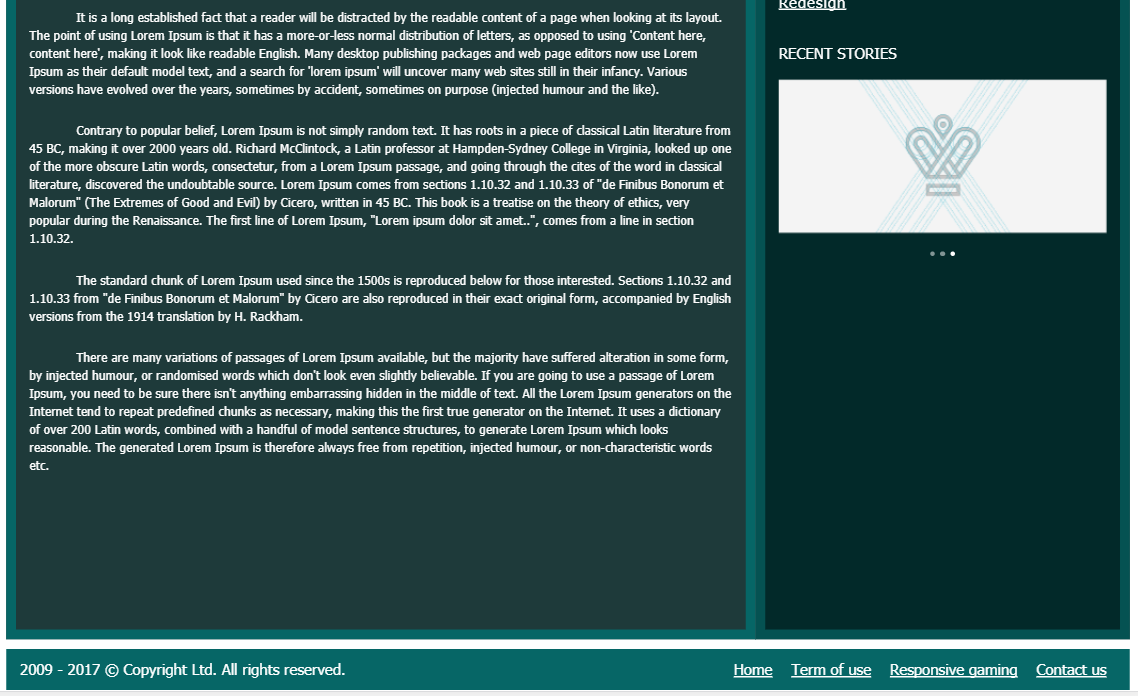 It is a long established fact that a reader will be distracted by the readable content of a page when looking at its layout.
The point of using Lorem Ipsum is that it has a more-or-less normal distribution of letters, as opposed to using 'Content here,
content here', making it look like readable English. Many desktop publishing packages and web page editors now use Lorem
Ipsum as their default model text, and a search for 'lorem ipsum' will uncover many web sites still in their infancy. Various
versions have evolved over the years, sometimes by accident, sometimes on purpose (injected humour and the like).
Contrary to popular belief, Lorem Ipsum is not simply random text. It has roots in a piece of classical Latin literature from
45 BC, making it over 2000 years old. Richard McClintock, a Latin professor at Hampden-Sydney College in Virginia, looked up one
of the more obscure Latin words, consectetur, from a Lorem Ipsum passage, and going through the cites of the word in classical
literature, discovered the undoubtable source. Lorem Ipsum comes from sections 1.10.32 and 1.10.33 of "de Finibus Bonorum et
Malorum" (The Extremes of Good and Evil) by Cicero, written in 45 BC. This book is a treatise on the theory of ethics, very
popular during the Renaissance. The first line of Lorem Ipsum, "Lorem ipsum dolor sit amet..", comes from a line in section
1.10.32.
The standard chunk of Lorem Ipsum used since the 1500s is reproduced below for those interested. Sections 1.10.32 and
1.10.33 from "de Finibus Bonorum et Malorum" by Cicero are also reproduced in their exact original form, accompanied by English
versions from the 1914 translation by H. Rackham.
There are many variations of passages of Lorem Ipsum available, but the majority have suffered alteration in some form,
by injected humour, or randomised words which don't look even slightly believable. If you are going to use a passage of Lorem
Ipsum, you need to be sure there isn't anything embarrassing hidden in the middle of text. All the Lorem Ipsum generators on the
Internet tend to repeat predefined chunks as necessary, making this the first true generator on the Internet. It uses a dictionary
of over 200 Latin words, combined with a handful of model sentence structures, to generate Lorem Ipsum which looks
reasonable. The generated Lorem Ipsum is therefore always free from repetition, injected humour, or non-characteristic words
etc.
Redesign
RECENT STORIES
2009 - 2017 © Copyright Ltd. All rights reserved.
Home Term of use Responsive gaming Contact us